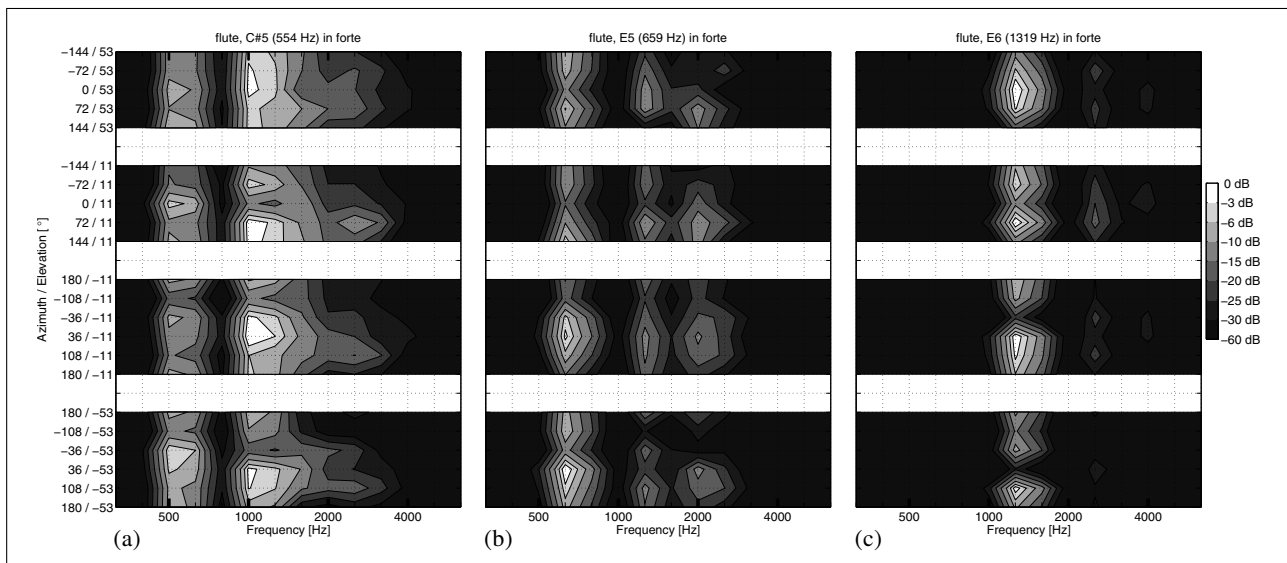 flute, C#5 (554 Hz) in forte
flute, E5 (659 Hz) in forte
flute, E6 (1319 Hz) in forte
Azimuth / Elevation [ ° ]
−144 / 53
−72 / 53
0 / 53
72 / 53
144 / 53
−144 / 11
−72 / 11
0 / 11
72 / 11
144 / 11
180 / −11
−108 / −11
−36 / −11
36 / −11
108 / −11
180 / −11
180 / −53
−108 / −53
−36 / −53
36 / −53
108 / −53
180 / −53
0 dB
−3 dB
−6 dB
−10 dB
−15 dB
−20 dB
−25 dB
−30 dB
−60 dB
500 1000 2000 4000
Frequency [Hz]
(a)
500 1000 2000 4000
Frequency [Hz]
(b)
500 1000 2000 4000
Frequency [Hz]
(c)